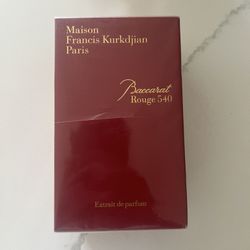 Maison
Francis Kurkdjian
Paris
Baccarat
Rouge 540
Extrait de parfum